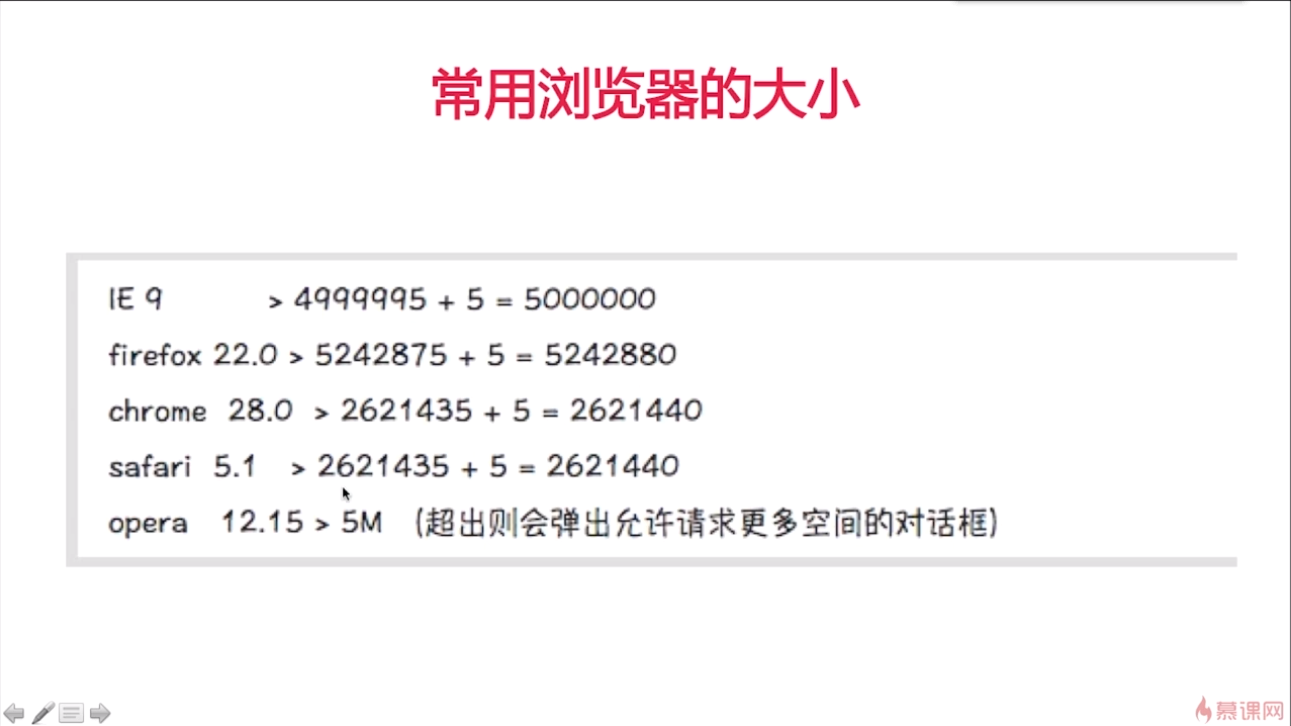 常用浏览器的大小
IE 9 > 4999995 + 5 = 5000000
firefox 22.0 > 5242875 + 5 = 5242880
chrome 28.0 > 2621435 + 5 = 2621440
safari 5.1 > 2621435 + 5 = 2621440
opera 12.15 > 5M (超出则会弹出允许请求更多空间的对话框)
慕课网